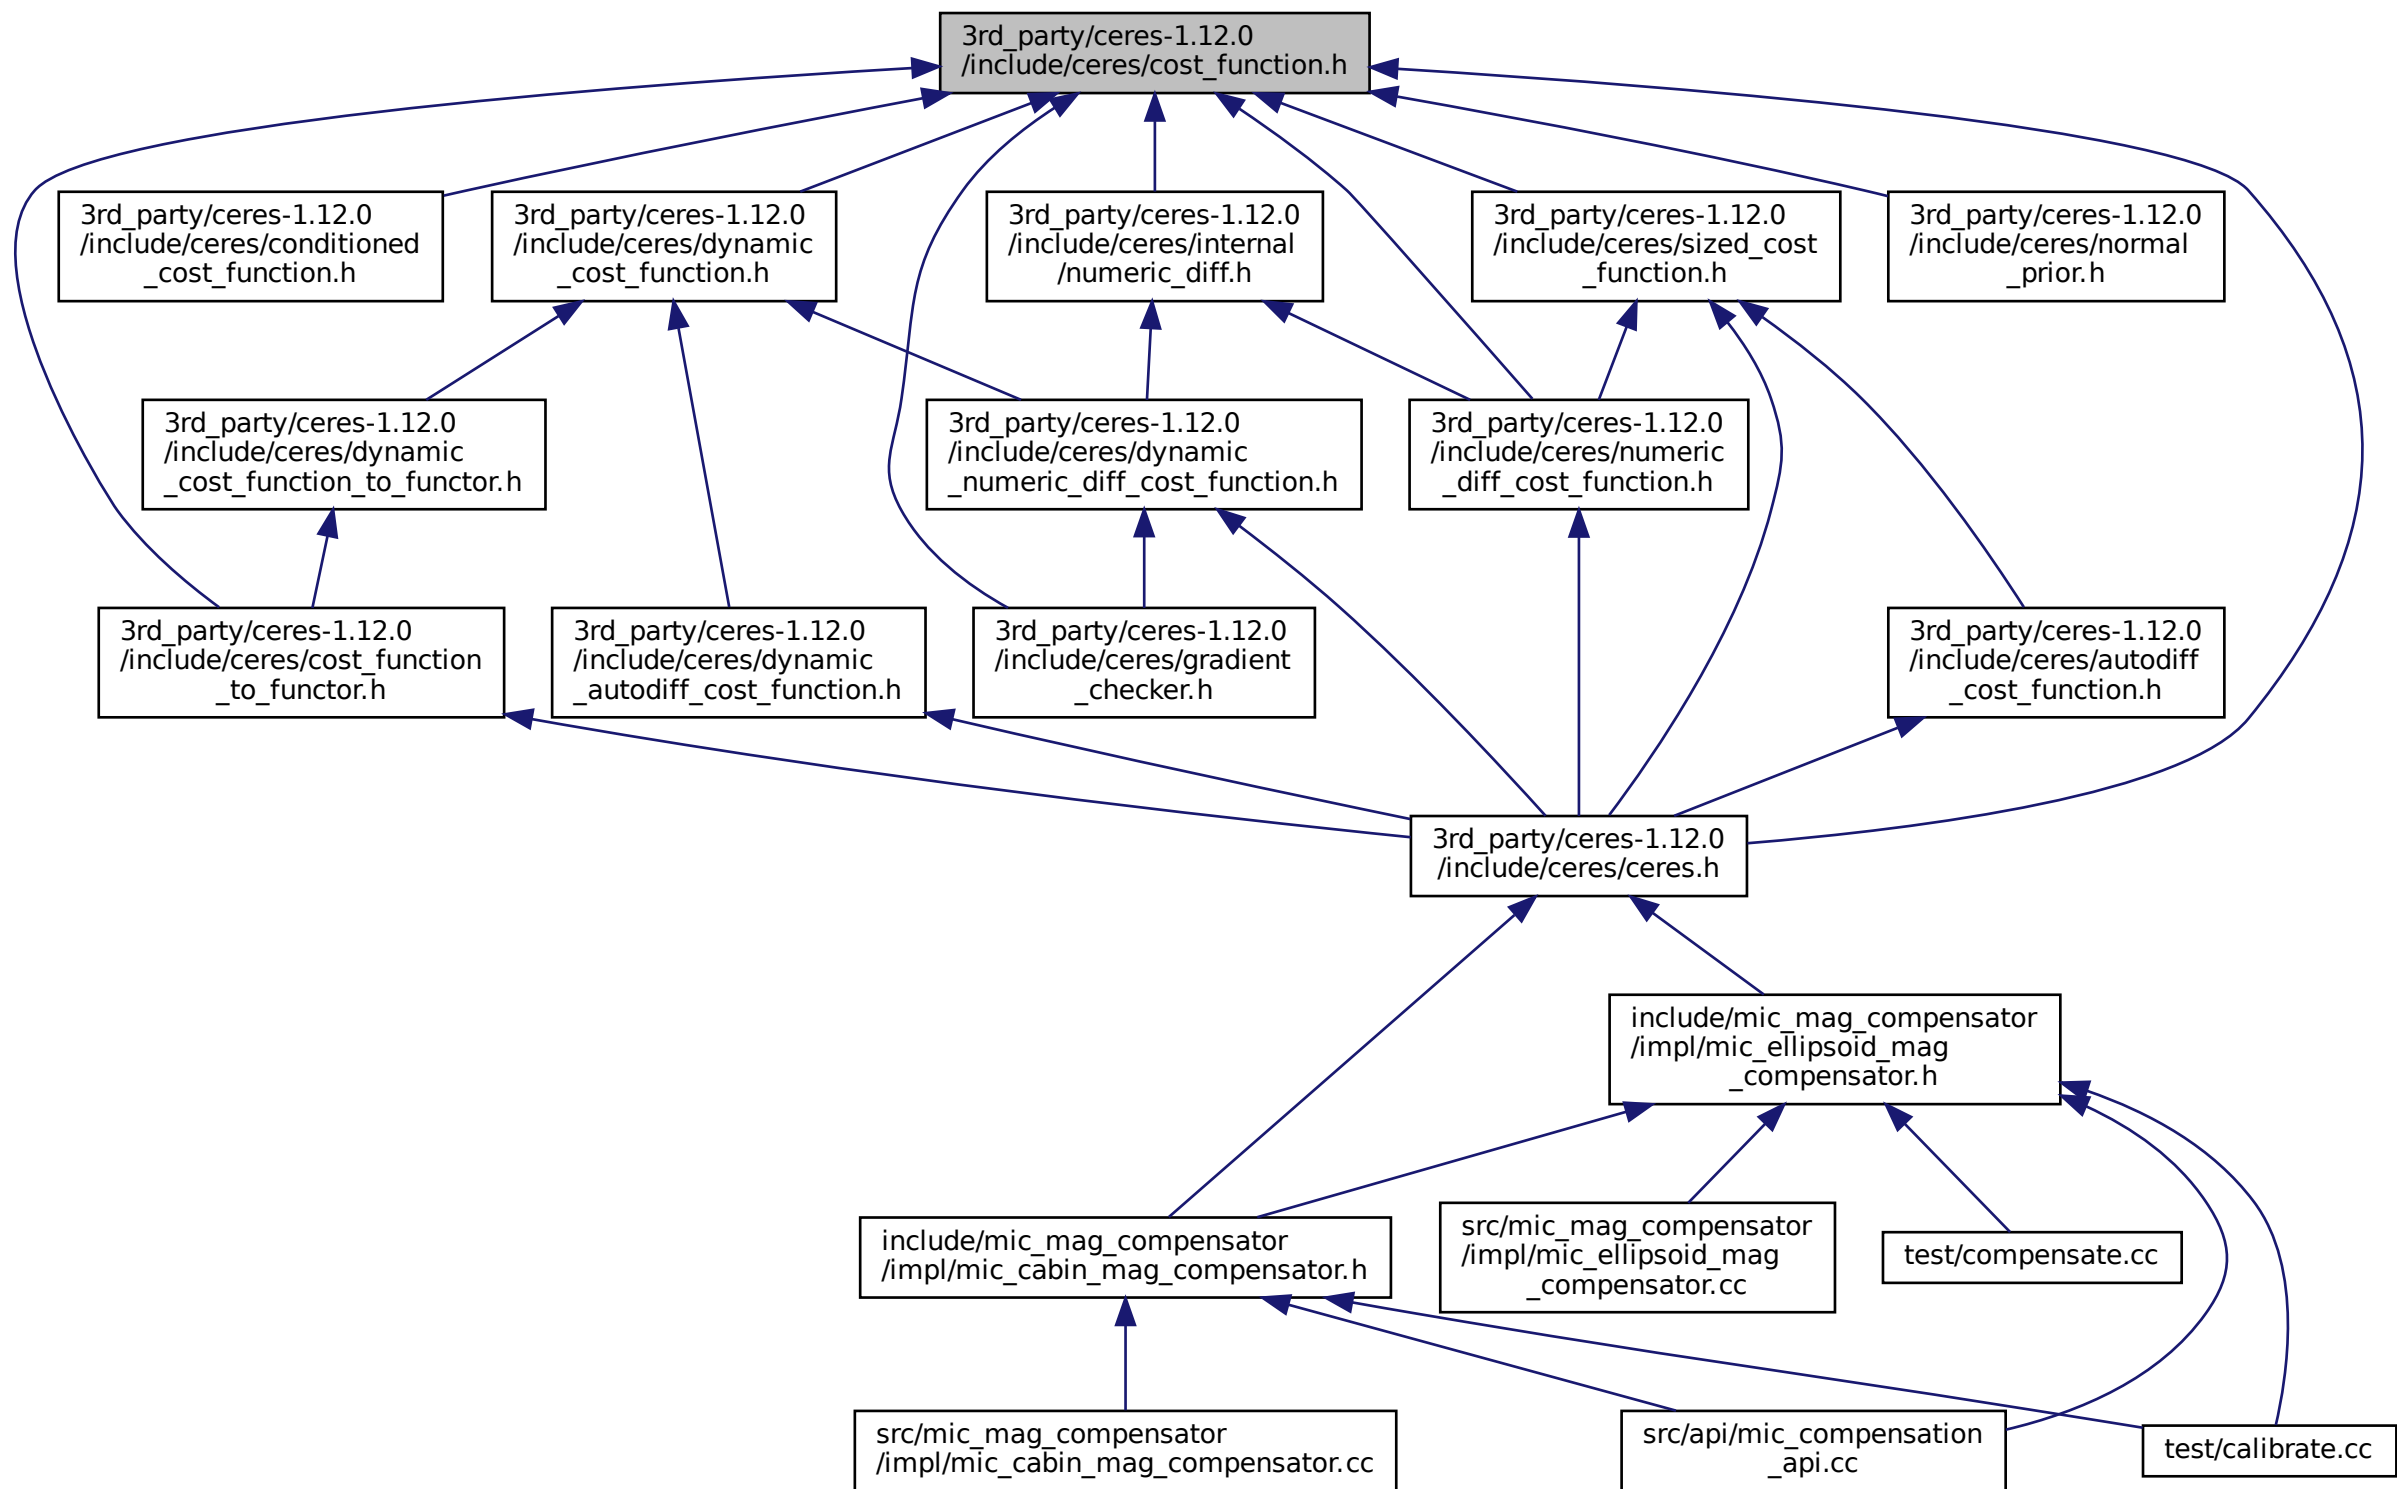 3rd_party/ceres-1.12.0
/include/ceres/cost_function.h
3rd_party/ceres-1.12.0
/include/ceres/conditioned
_cost_function.h
3rd_party/ceres-1.12.0
/include/ceres/dynamic
_cost_function.h
3rd_party/ceres-1.12.0
/include/ceres/internal
/numeric_diff.h
3rd_party/ceres-1.12.0
/include/ceres/sized_cost
_function.h
3rd_party/ceres-1.12.0
/include/ceres/normal
_prior.h
3rd_party/ceres-1.12.0
/include/ceres/dynamic
_cost_function_to_functor.h
3rd_party/ceres-1.12.0
/include/ceres/dynamic
_numeric_diff_cost_function.h
3rd_party/ceres-1.12.0
/include/ceres/numeric
_diff_cost_function.h
3rd_party/ceres-1.12.0
/include/ceres/cost_function
_to_functor.h
3rd_party/ceres-1.12.0
/include/ceres/dynamic
_autodiff_cost_function.h
3rd_party/ceres-1.12.0
/include/ceres/gradient
_checker.h
3rd_party/ceres-1.12.0
/include/ceres/autodiff
_cost_function.h
3rd_party/ceres-1.12.0
/include/ceres/ceres.h
include/mic_mag_compensator
/impl/mic_ellipsoid_mag
_compensator.h
include/mic_mag_compensator
/impl/mic_cabin_mag_compensator.h
src/mic_mag_compensator
/impl/mic_ellipsoid_mag
_compensator.cc
test/compensate.cc
src/mic_mag_compensator
/impl/mic_cabin_mag_compensator.cc
src/api/mic_compensation
_api.cc
test/calibrate.cc